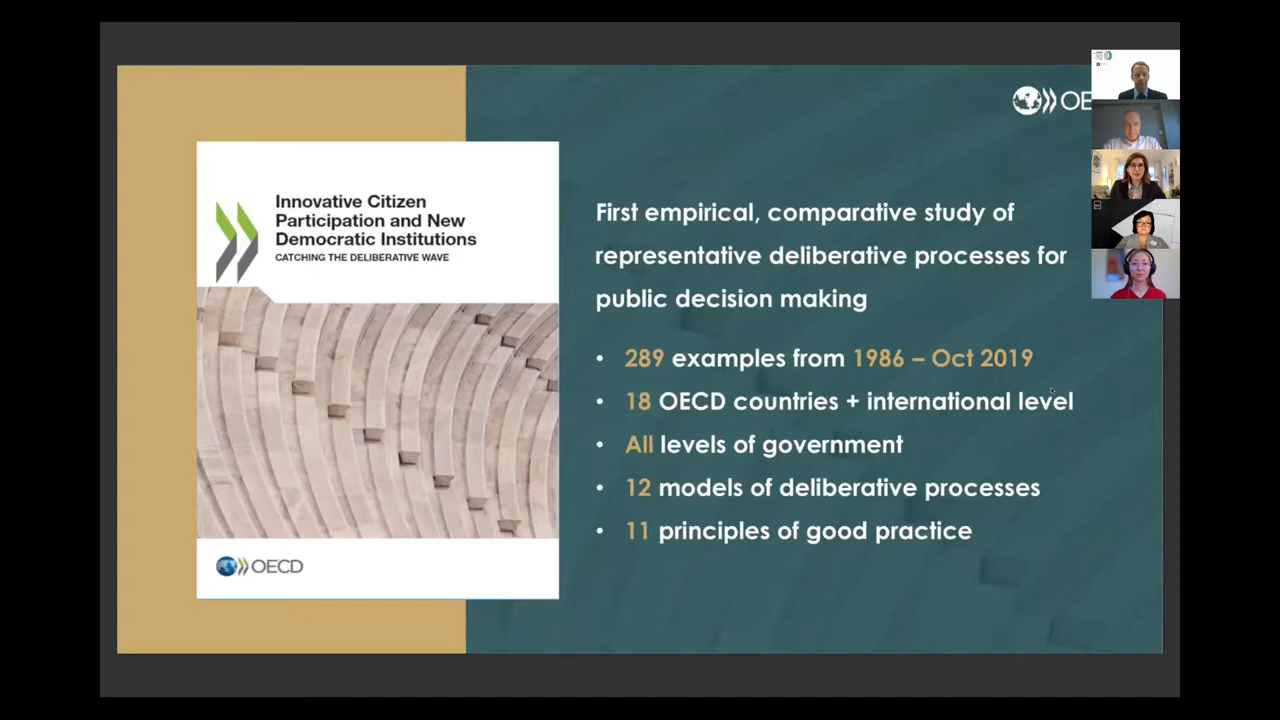 Innovative Citizen
Participation and New
Democratic Institutions
CATCHING THE DELIBERATIVE WAVE
OECD
OE
First empirical, comparative study of
representative deliberative processes for
public decision making
• 289 examples from 1986 – Oct 2019
• 18 OECD countries + international level
• All levels of government
• 12 models of deliberative processes
• 11 principles of good practice